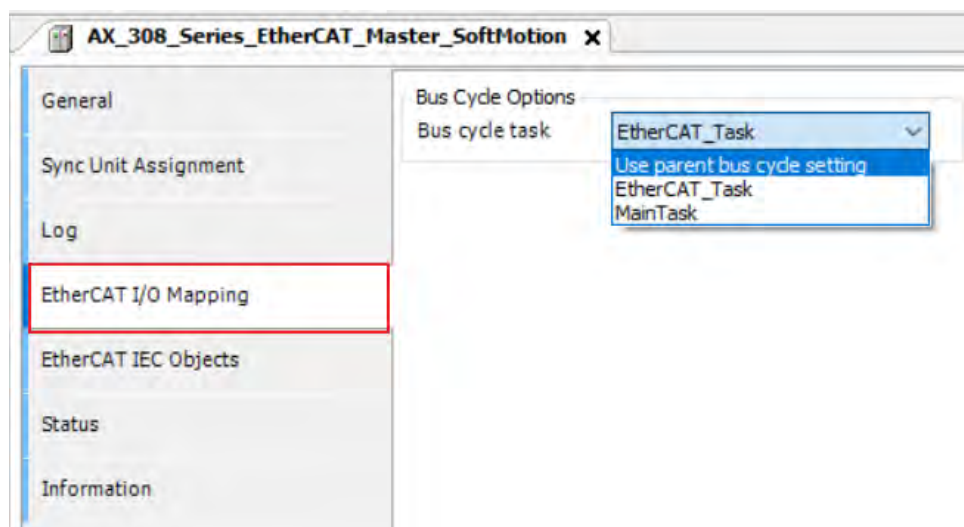 AX_308_Series_EtherCAT_Master_SoftMotion
General
Sync Unit Assignment
Log
EtherCAT I/O Mapping
EtherCAT IEC Objects
Status
Information
Bus Cycle Options
Bus cycle task EtherCAT_Task
Use parent bus cycle setting
EtherCAT_Task
MainTask